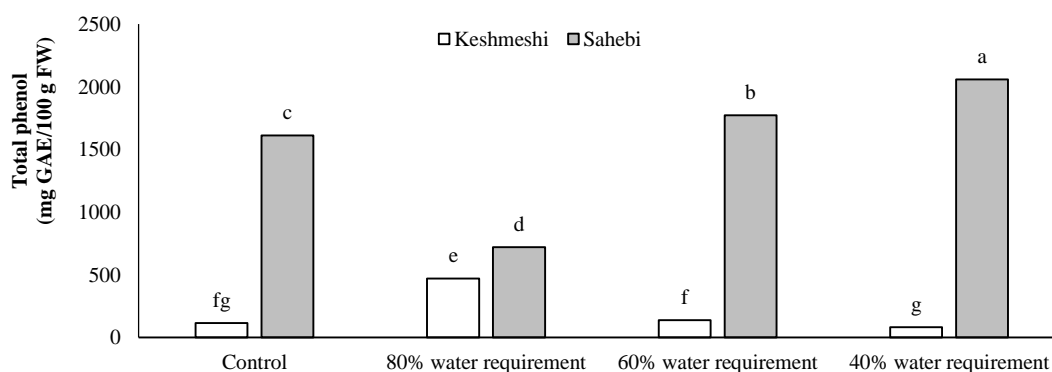 Total phenol
(mg GAE/100 g FW)
2500
2000
1500
1000
500
0
Keshmeshi
Sahebi
fg
c
e
d
f
b
g
a
Control
80% water requirement
60% water requirement
40% water requirement